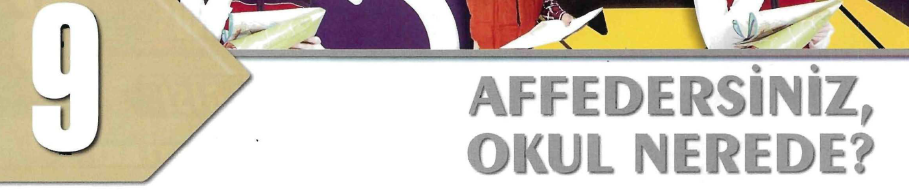 9
AFFEDERSİNİZ,
OKUL NEREDE?